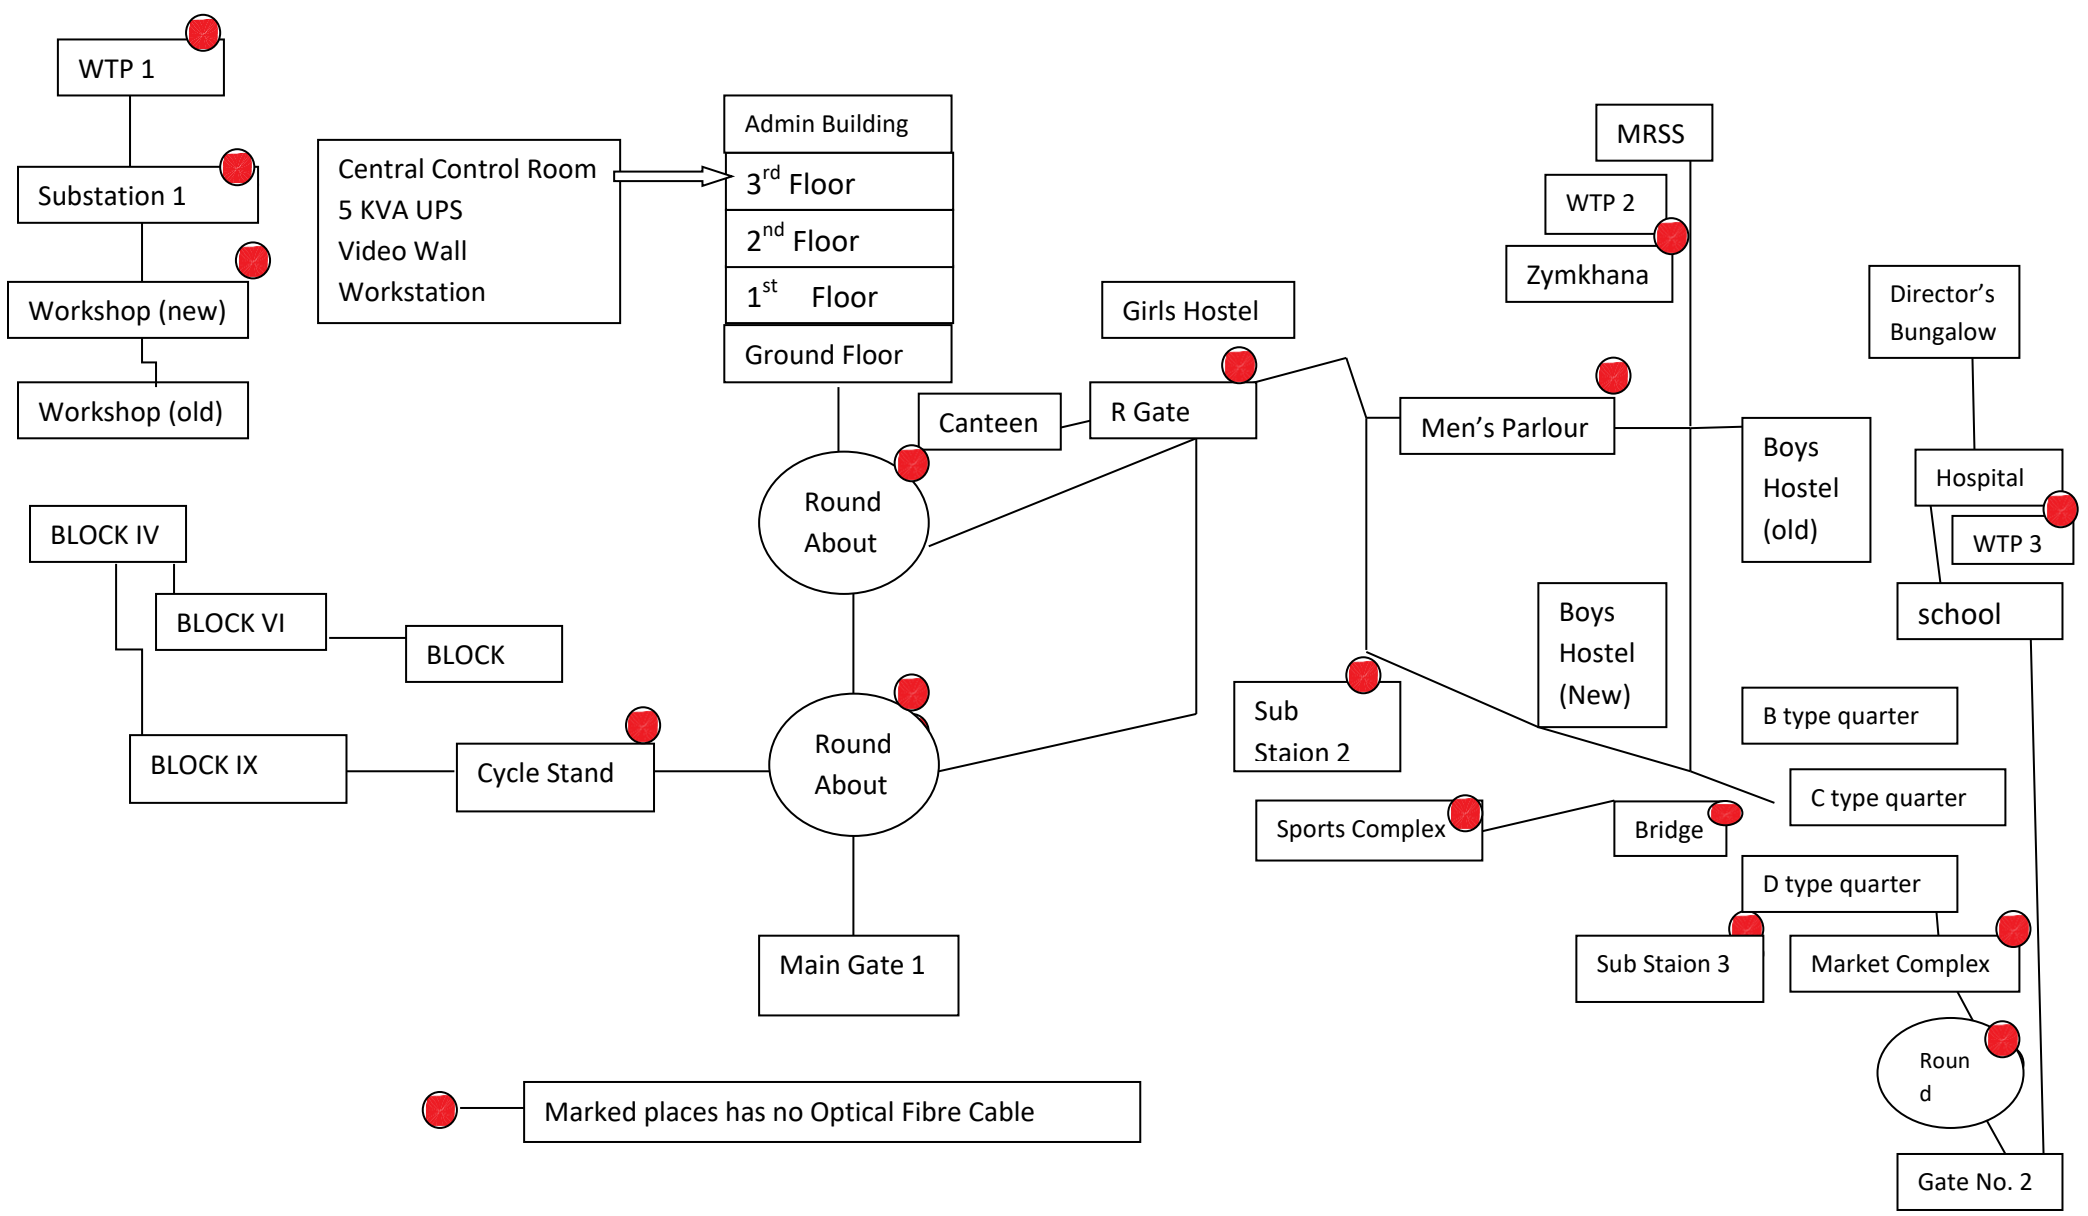 WTP 1
Substation 1
Workshop (new)
Workshop (old)
Central Control Room
5 KVA UPS
Video Wall
Workstation
Admin Building
3rd Floor
2nd Floor
1st Floor
Ground Floor
Girls Hostel
Canteen
R Gate
Round
About
MRSS
WTP 2
Zymkhana
Men's Parlour
Boys
Hostel
(old)
Director's
Bungalow
Hospital
WTP 3
school
BLOCK IV
BLOCK VI
BLOCK
BLOCK IX
Cycle Stand
Round
About
Main Gate 1
Sub
Staion 2
Boys
Hostel
(New)
B type quarter
C type quarter
Sports Complex
Bridge
D type quarter
Sub Staion 3
Market Complex
Roun
d
Gate No. 2
Marked places has no Optical Fibre Cable